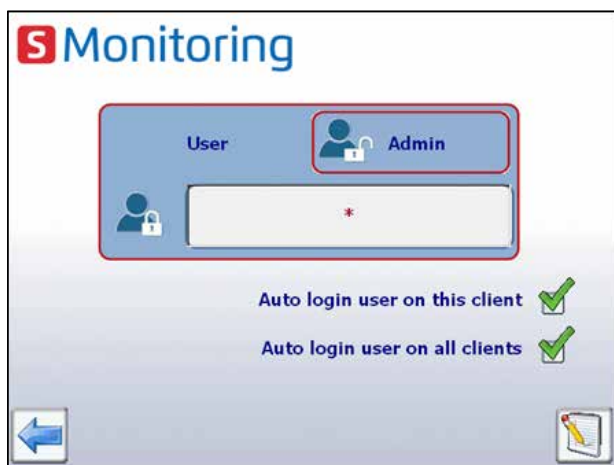 S Monitoring
User Admin
*
Auto login user on this client
Auto login user on all clients